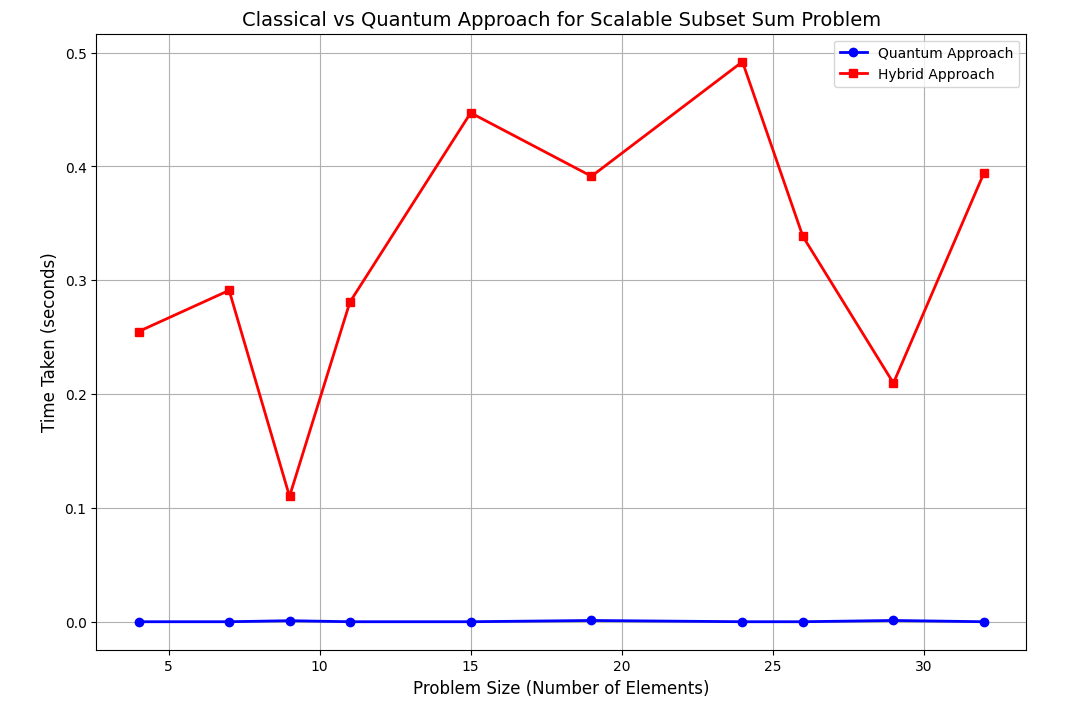 Classical vs Quantum Approach for Scalable Subset Sum Problem
Quantum Approach
Hybrid Approach
Time Taken (seconds)
0.5
0.4
0.3
0.2
0.1
0.0
5 10 15 20 25 30
Problem Size (Number of Elements)